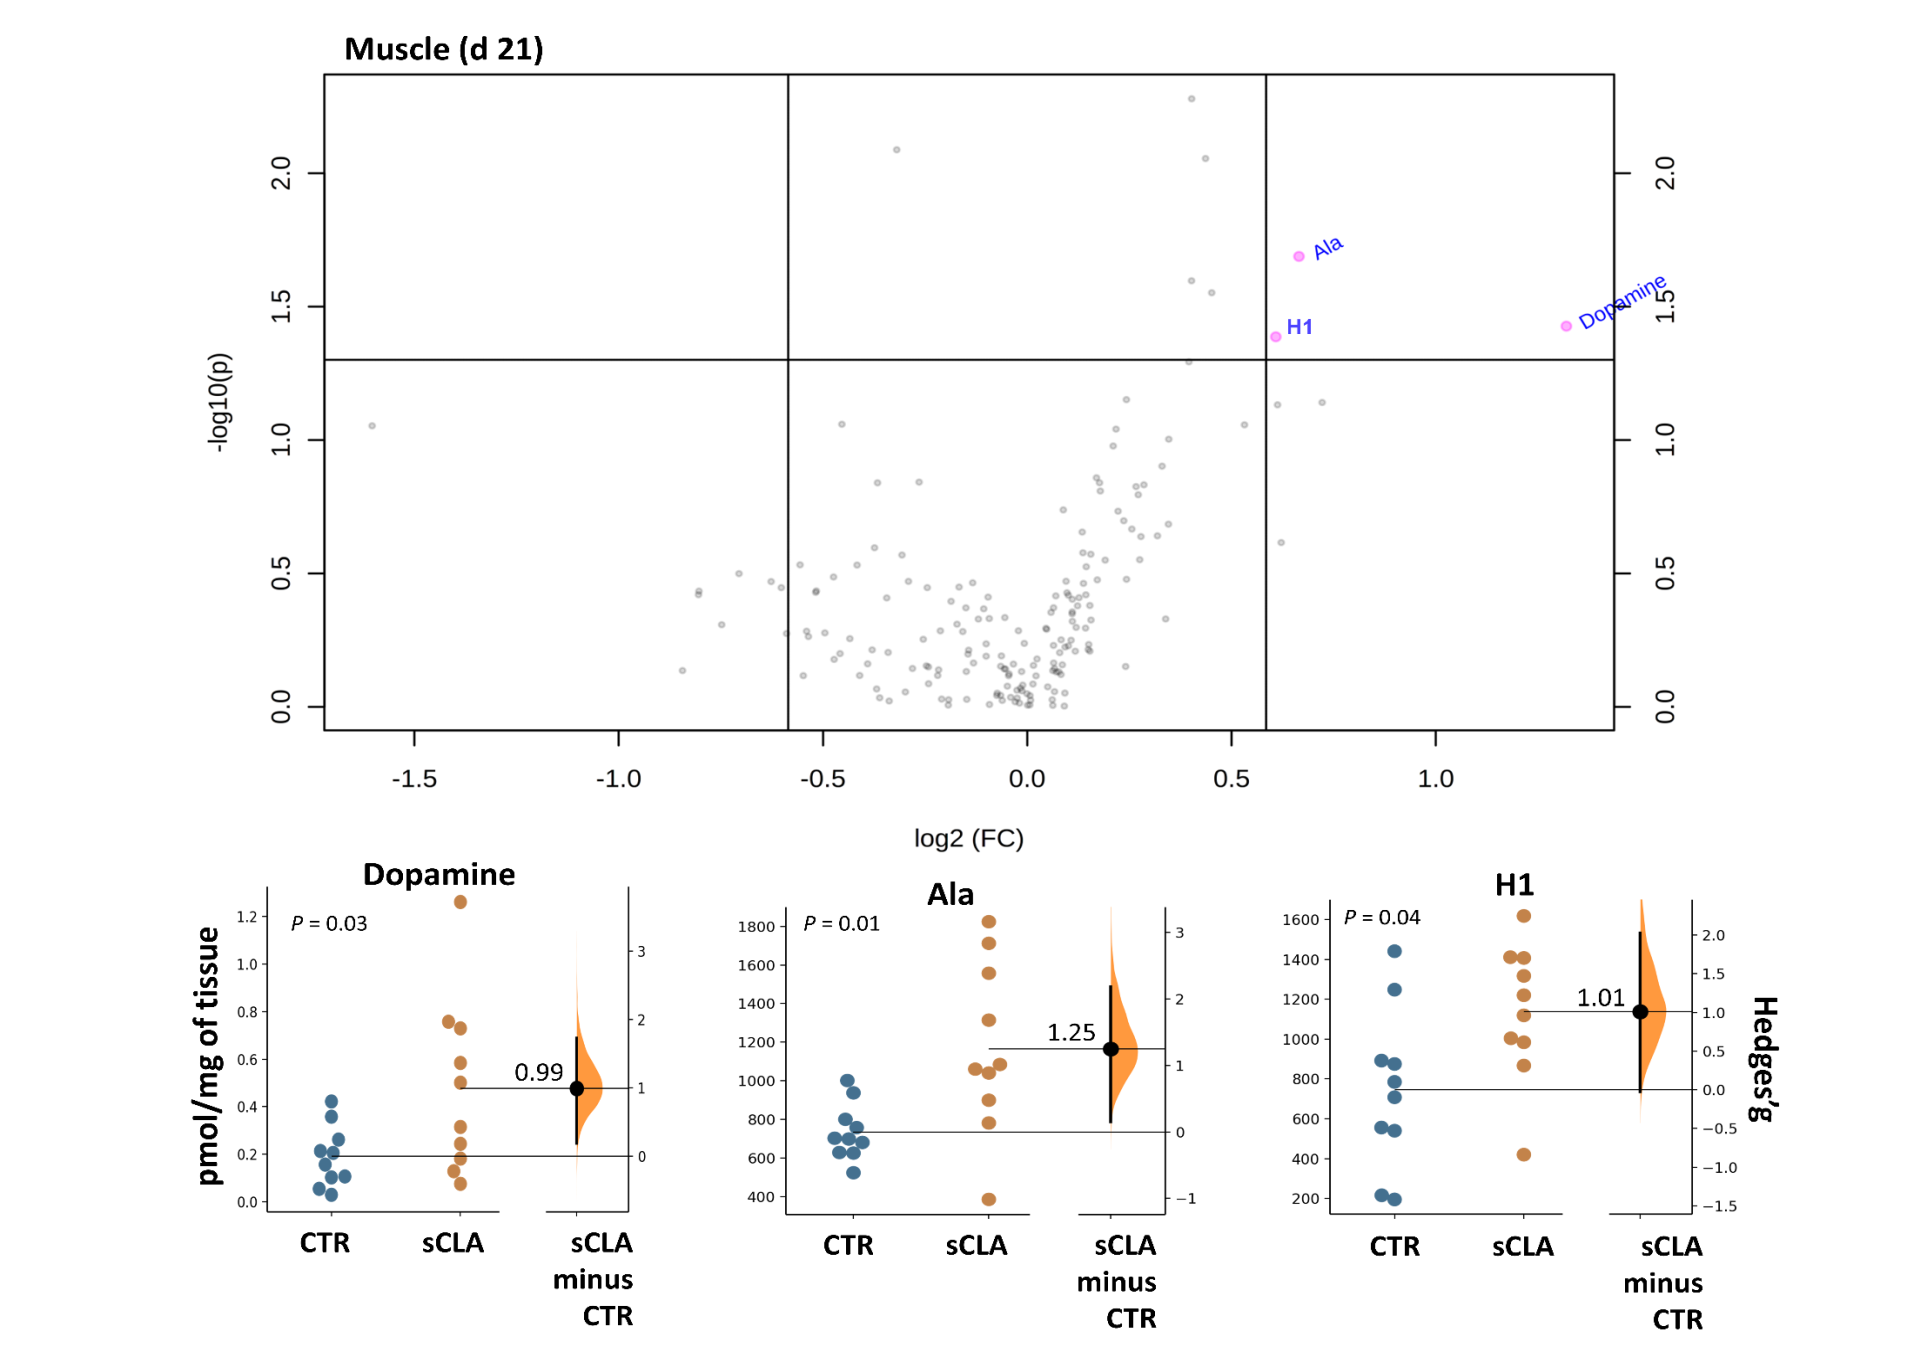 Muscle (d 21)
2.0
1.5
1.0
0.5
0.0
-log10(p)
2.0
1.5
1.0
0.5
0.0
Ala
Dopamine
H1
-1.5 -1.0 -0.5 0.0 0.5 1.0
log2 (FC)
pmol/mg of tissue
Dopamine
P = 0.03
1.2
1.0
0.8
0.6
0.4
0.2
0.0
0.99
3
2
1
0
CTR sCLA sCLA
minus
CTR
Ala
P = 0.01
1800
1600
1400
1200
1000
800
600
400
1.25
3
2
1
0
−1
CTR sCLA sCLA
minus
CTR
H1
P = 0.04
1600
1400
1200
1000
800
600
400
200
1.01
2.0
1.5
1.0
0.5
0.0
−0.5
−1.0
−1.5
Hedges'g
CTR sCLA sCLA
minus
CTR